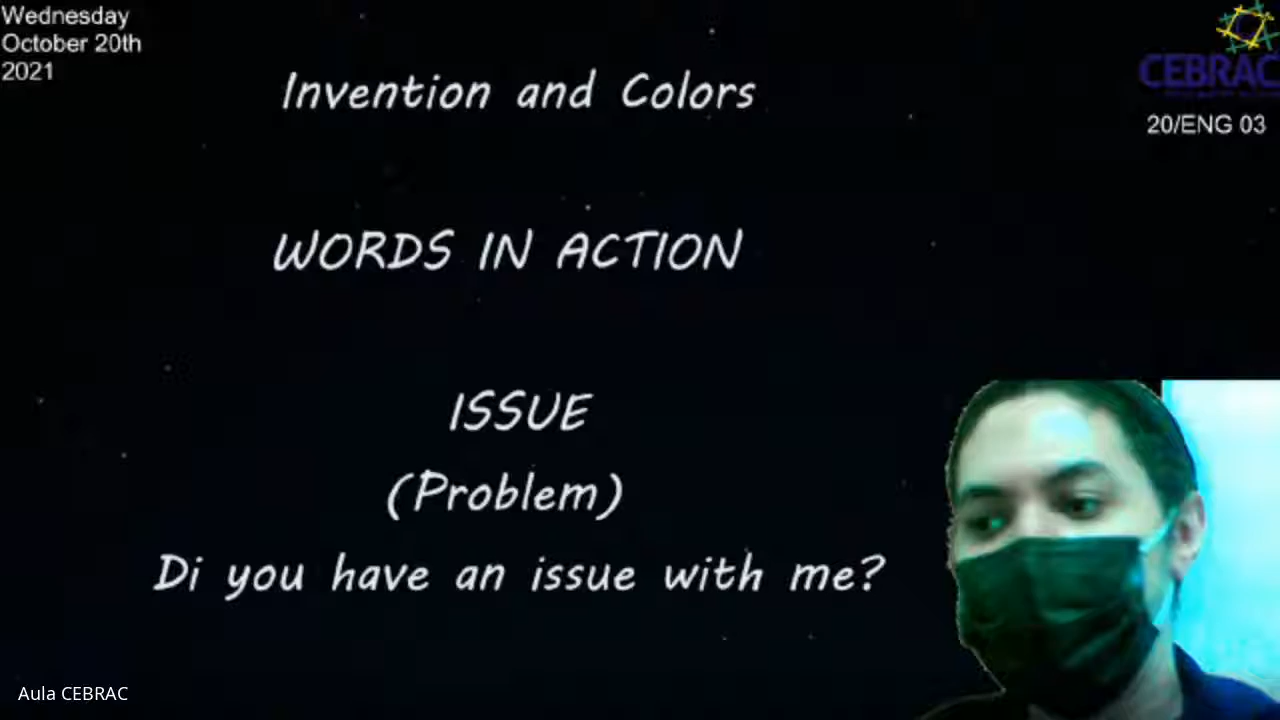 Wednesday
October 20th
2021
CEBRAC
20/ENG 03
Invention and Colors
WORDS IN ACTION
ISSUE
(Problem)
Di you have an issue with me?
Aula CEBRAC